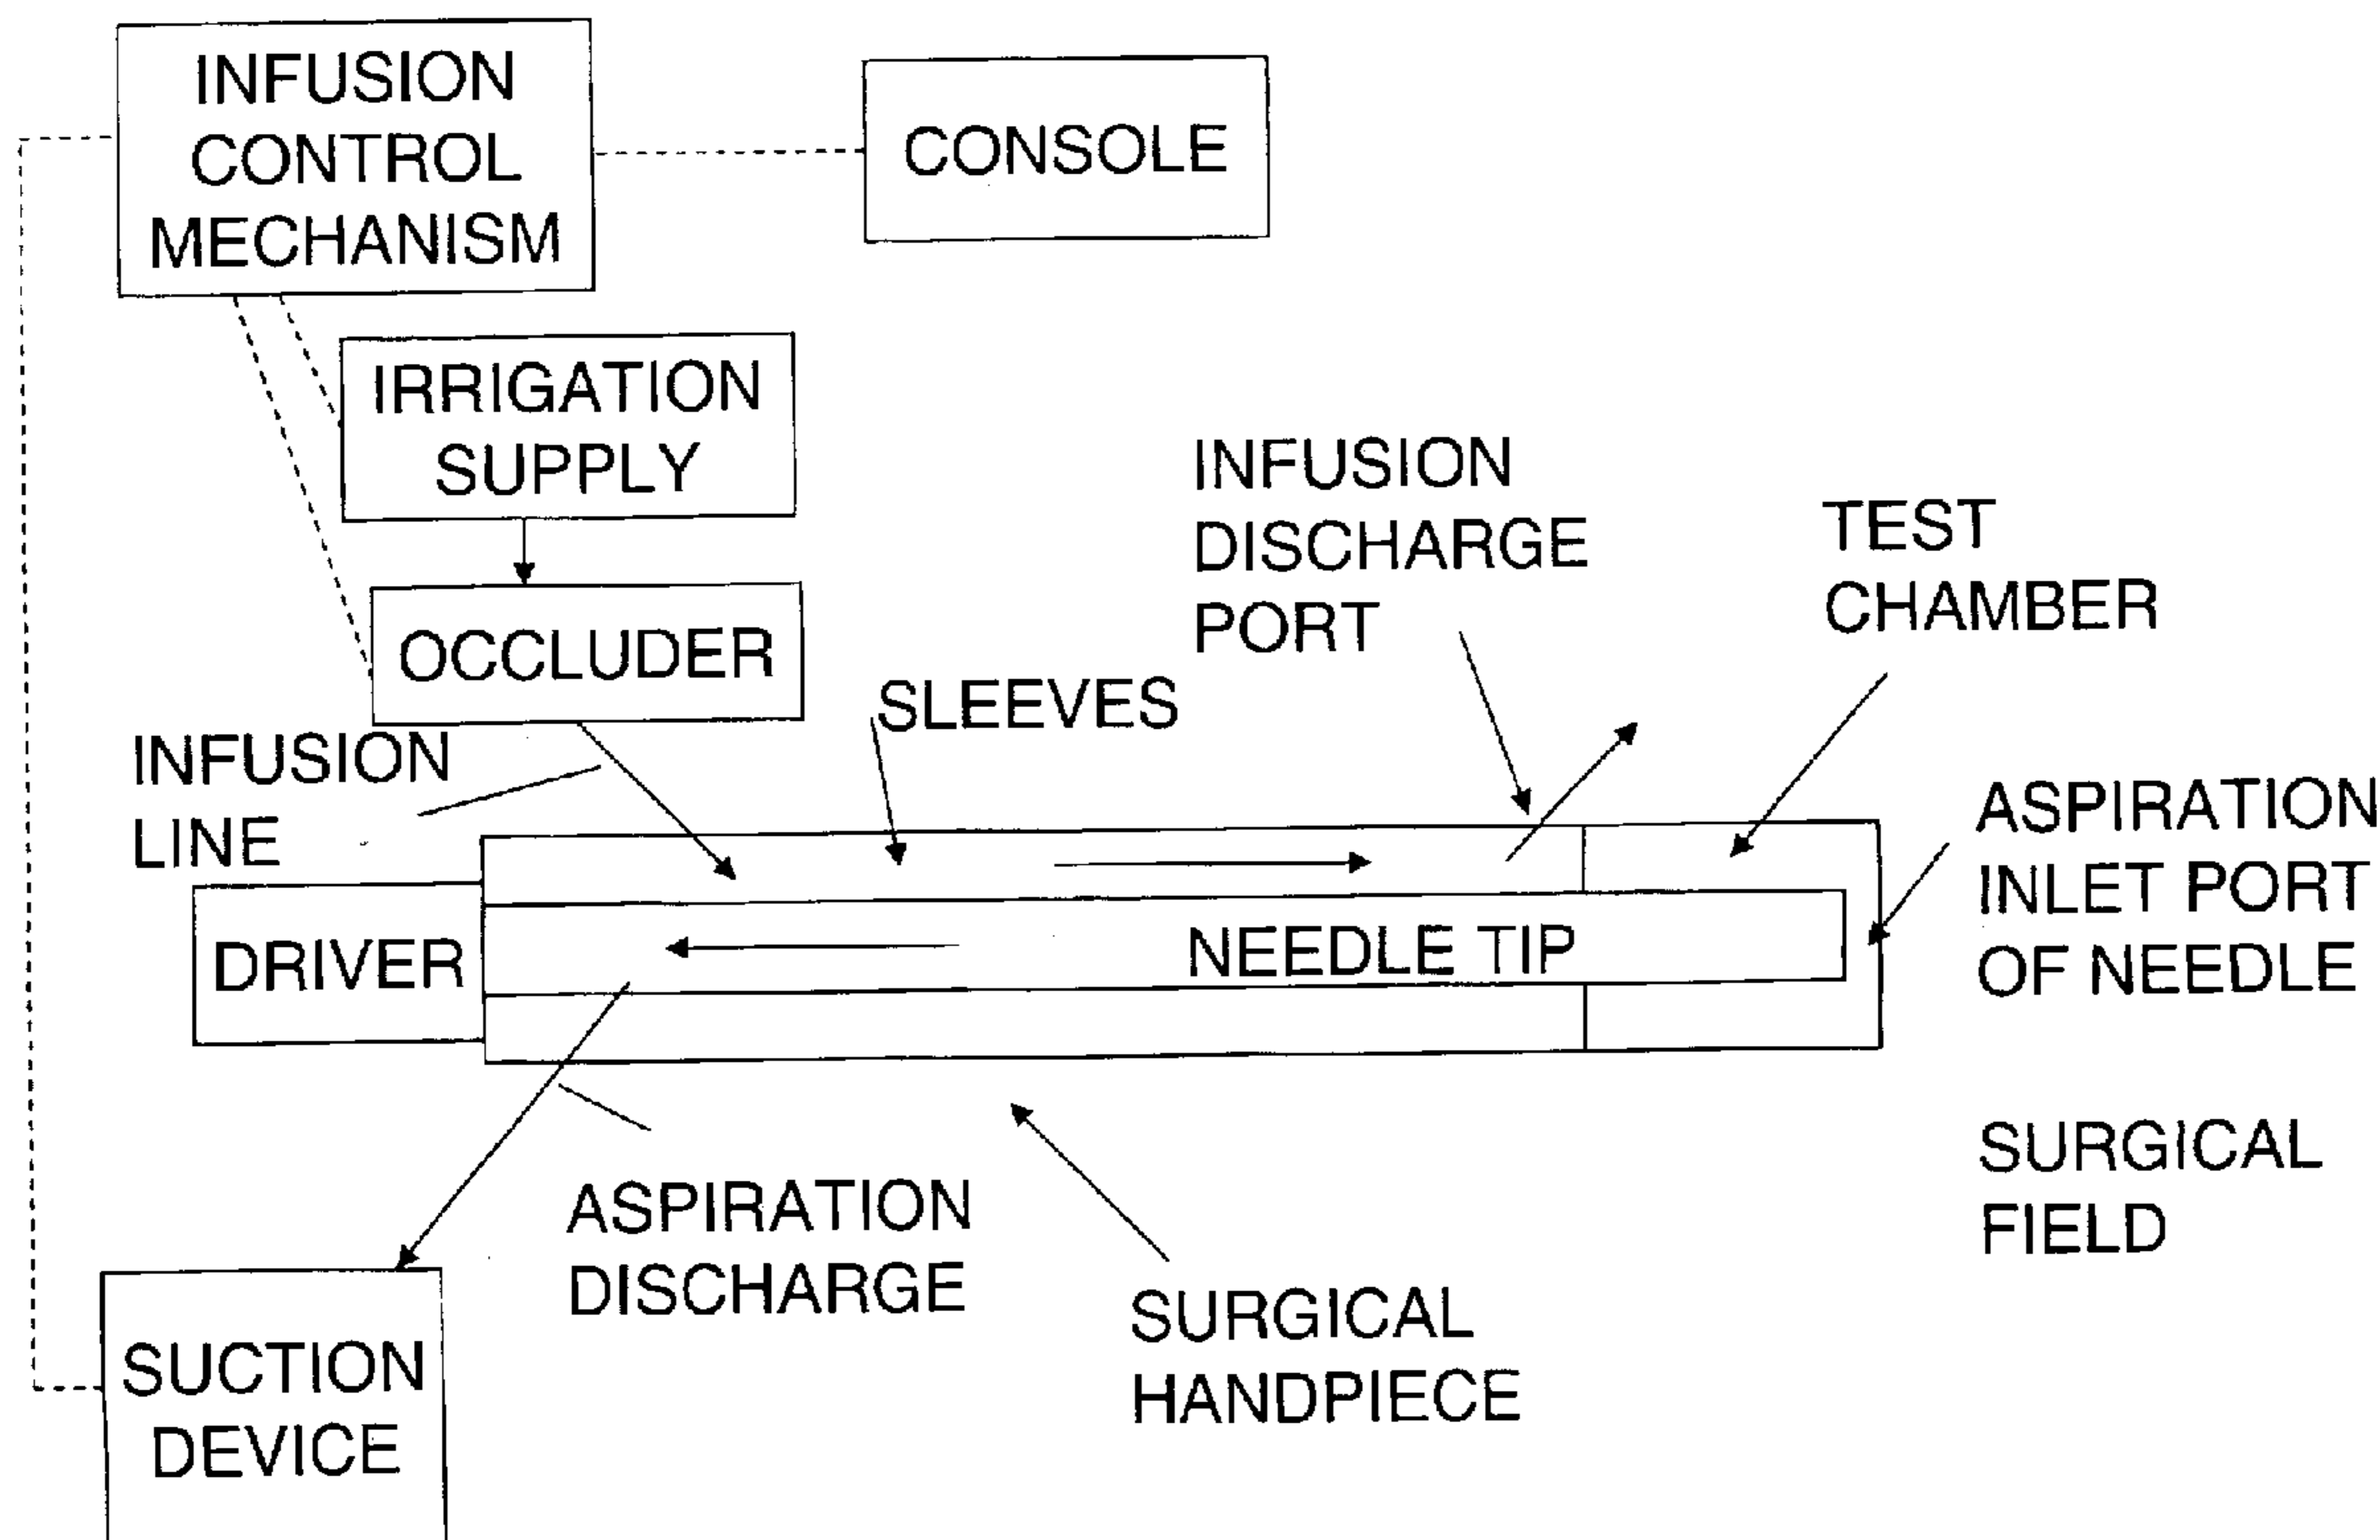 INFUSION
CONTROL
MECHANISM
CONSOLE
IRRIGATION
SUPPLY
OCCLUDER
INFUSION
DISCHARGE
PORT
TEST
CHAMBER
SLEEVES
INFUSION
LINE
ASPIRATION
INLET PORT
OF NEEDLE
DRIVER
NEEDLE TIP
SURGICAL
FIELD
ASPIRATION
DISCHARGE
SURGICAL
HANDPIECE
SUCTION
DEVICE